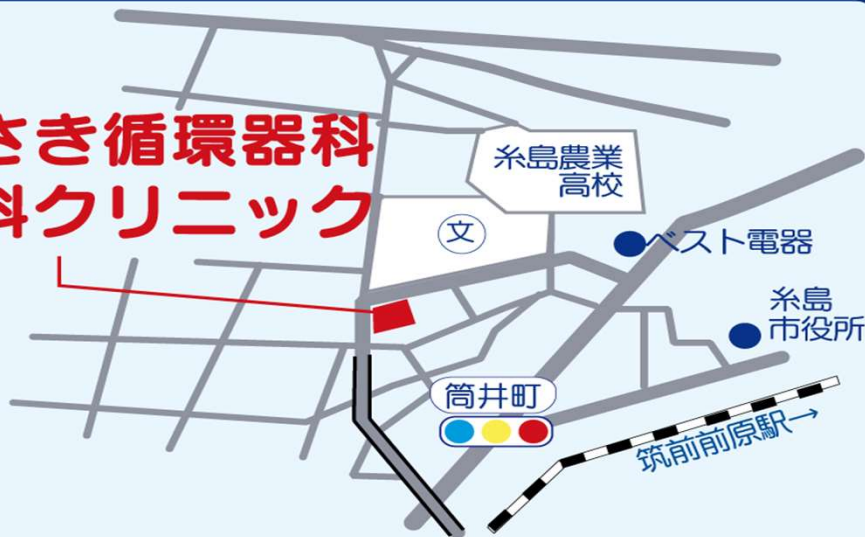 さき循環器科
科クリニック
糸島農業
高校
文
ベスト電器
糸島
市役所
筒井町
筑前前原駅→